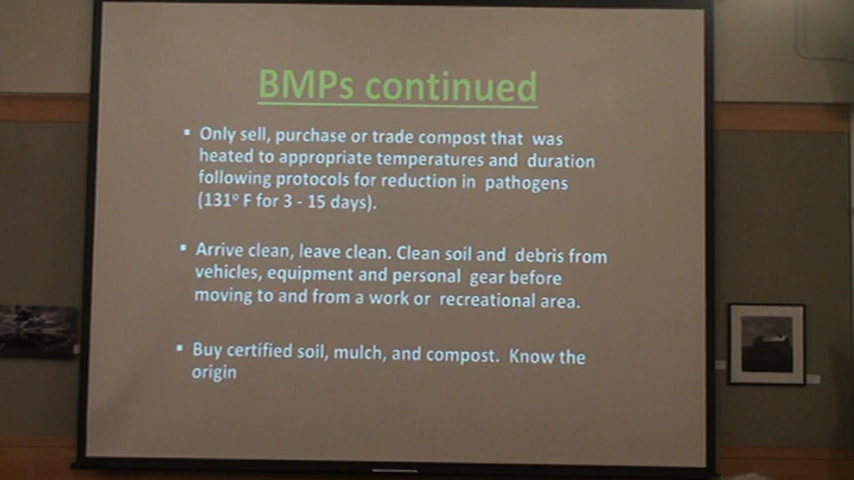 BMPs continued
▪ Only sell, purchase or trade compost that was
heated to appropriate temperatures and duration
following protocols for reduction in pathogens
(131° F for 3 - 15 days).
▪ Arrive clean, leave clean. Clean soil and debris from
vehicles, equipment and personal gear before
moving to and from a work or recreational area.
▪ Buy certified soil, mulch, and compost. Know the
origin